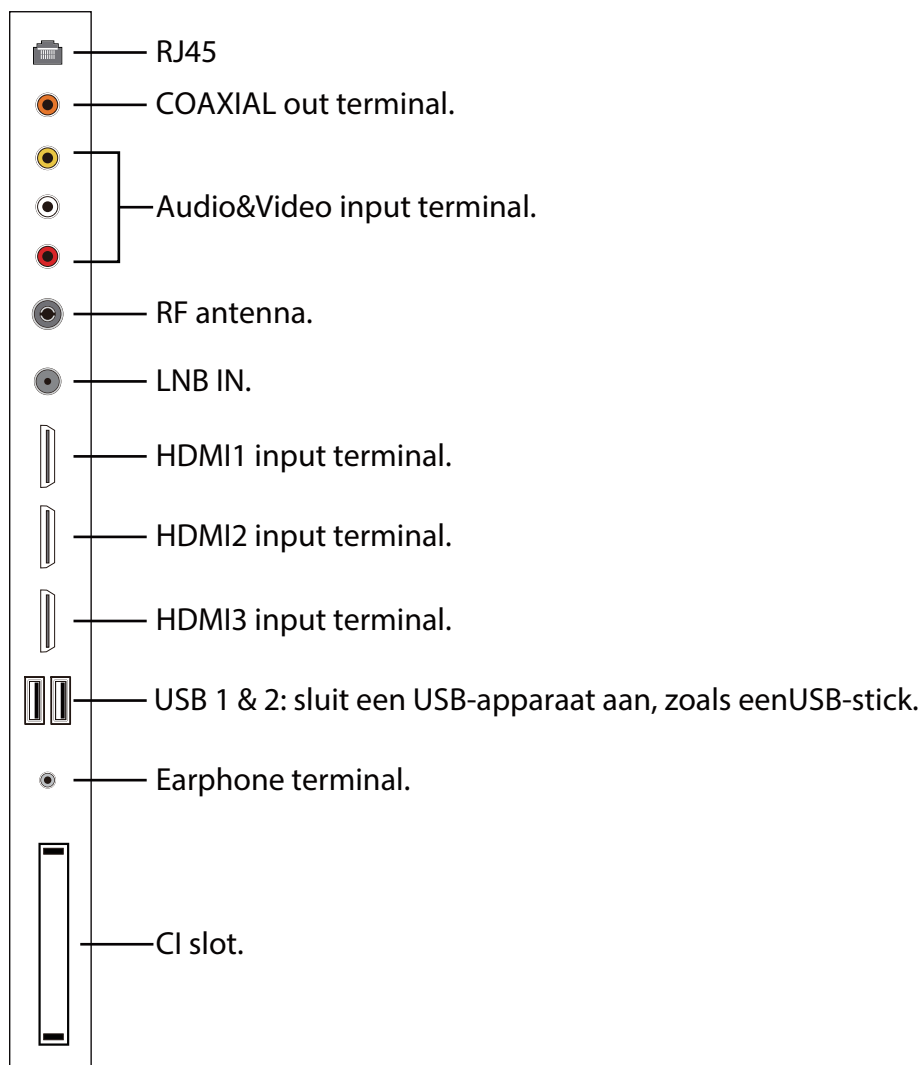 RJ45
COAXIAL out terminal.
Audio&Video input terminal.
RF antenna.
LNB IN.
HDMI1 input terminal.
HDMI2 input terminal.
HDMI3 input terminal.
USB 1 & 2: sluit een USB-apparaat aan, zoals eenUSB-stick.
Earphone terminal.
CI slot.